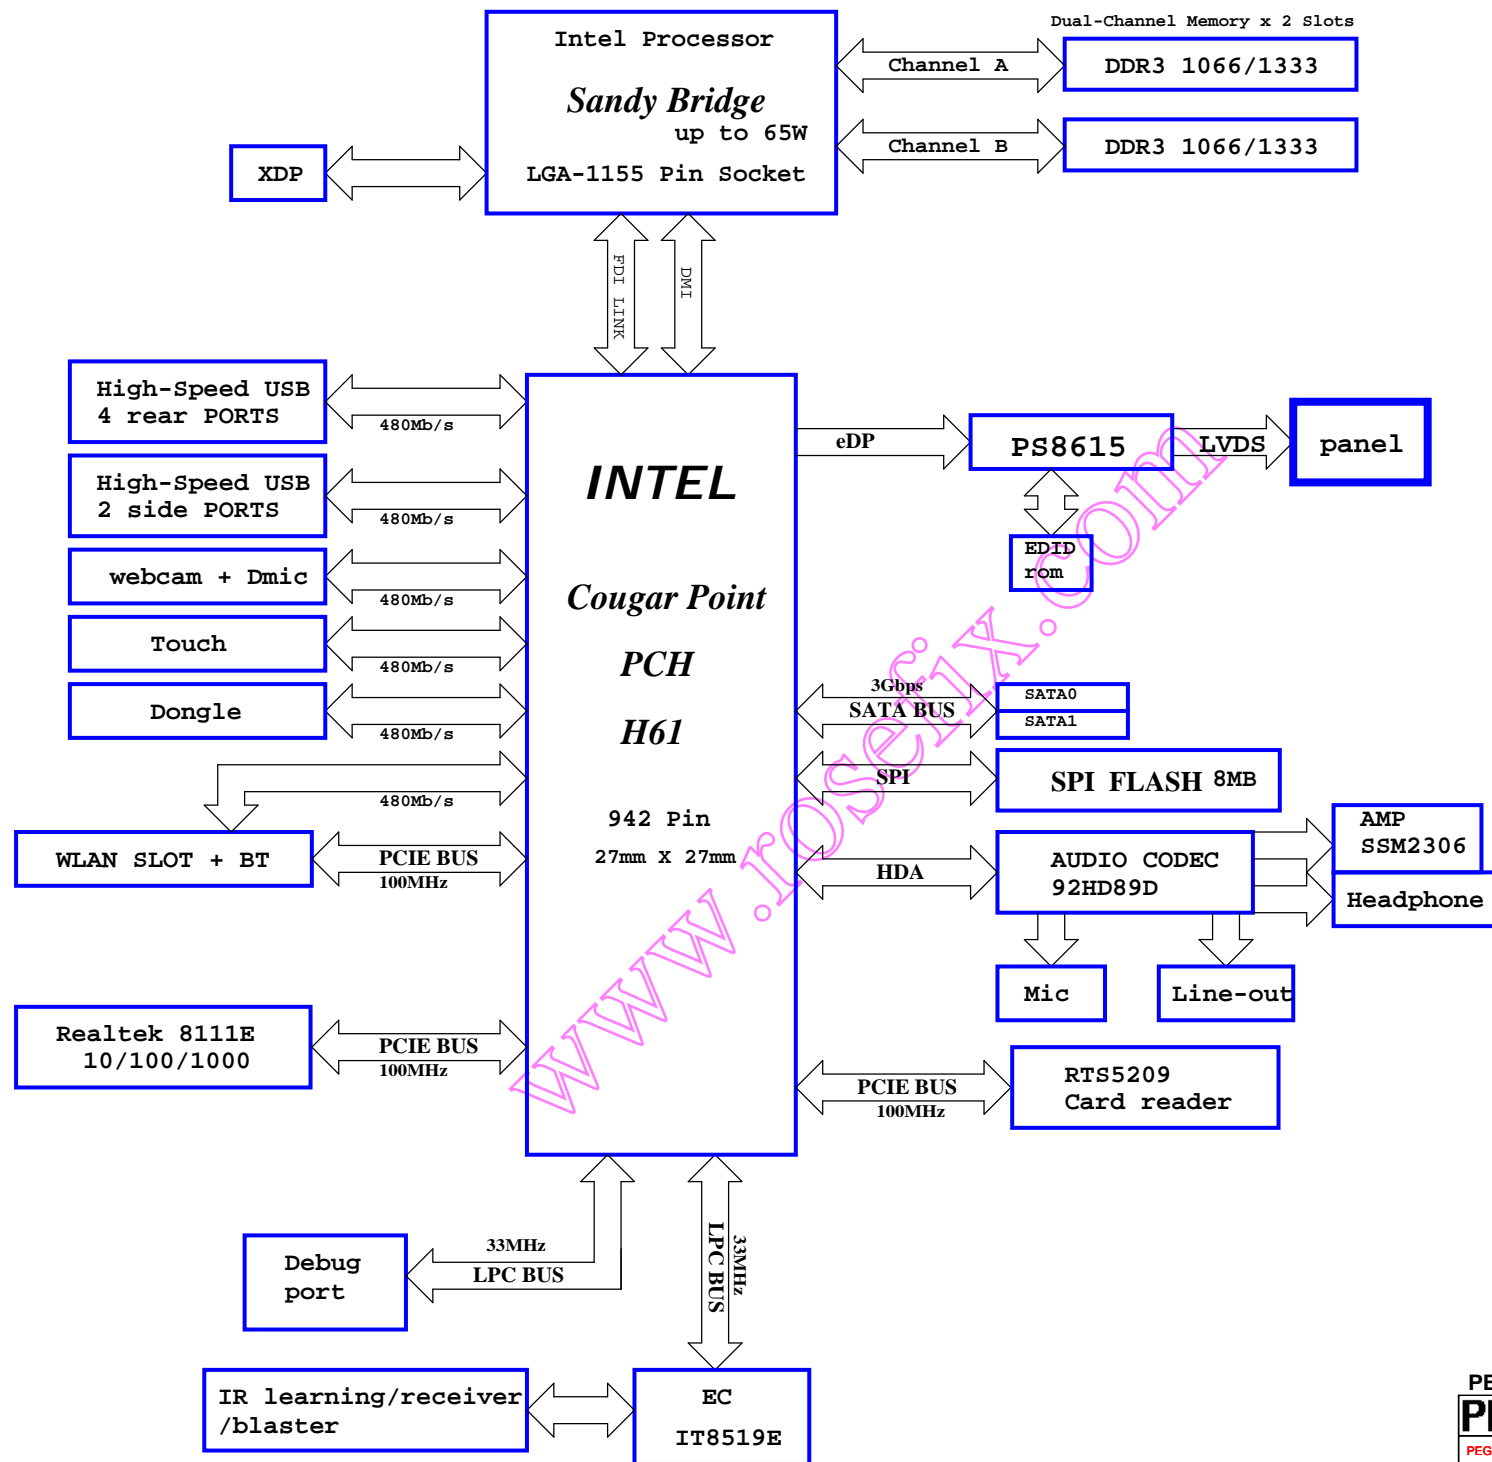 Dual-Channel Memory x 2 Slots
Intel Processor
Sandy Bridge
up to 65W
LGA-1155 Pin Socket
Channel A
DDR3 1066/1333
Channel B
DDR3 1066/1333
XDP
FDI LINK
DMI
High-Speed USB
4 rear PORTS
480Mb/s
High-Speed USB
2 side PORTS
480Mb/s
webcam + Dmic
480Mb/s
Touch
480Mb/s
Dongle
480Mb/s
480Mb/s
WLAN SLOT + BT
PCIE BUS
100MHz
Realtek 8111E
10/100/1000
PCIE BUS
100MHz
INTEL
Cougar Point
PCH
H61
942 Pin
27mm X 27mm
eDP
PS8615
LVDS
panel
EDID
rom
3Gbps
SATA BUS
SATA0
SATA1
SPI
SPI FLASH 8MB
HDA
AUDIO CODEC
92HD89D
AMP
SSM2306
Headphone
Mic
Line-out
PCIE BUS
100MHz
RTS5209
Card reader
33MHz
LPC BUS
Debug
port
33MHz
LPC BUS
IR learning/receiver
/blaster
EC
IT8519E
www.rosefix.com
PEG